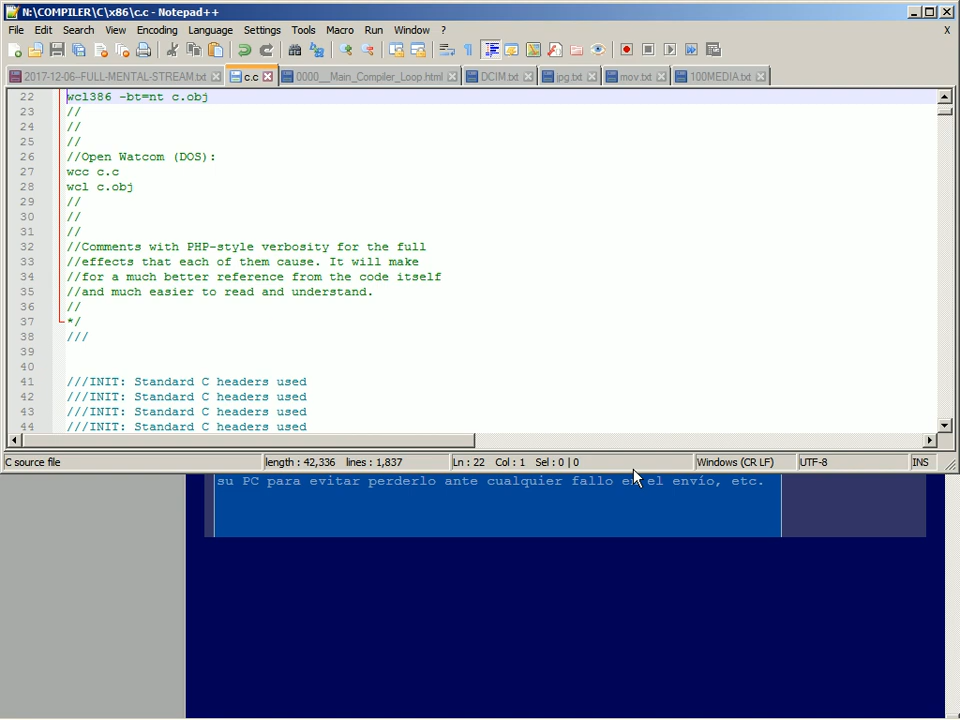 N:\COMPILER\C\x86\c.c - Notepad++
File Edit Search View Encoding Language Settings Tools Macro Run Window ? X
2017-12-06--FULL-MENTAL-STREAM.txt c.c 0000__Main_Compiler_Loop.html DCIM.txt jpg.txt mov.txt 100MEDIA.txt
22 wcl386 -bt=nt c.obj
23 //
24 //
25 //
26 //Open Watcom (DOS):
27 wcc c.c
28 wcl c.obj
29 //
30 //
31 //
32 //Comments with PHP-style verbosity for the full
33 //effects that each of them cause. It will make
34 //for a much better reference from the code itself
35 //and much easier to read and understand.
36 //
37 */
38 ///
39
40
41 ///INIT: Standard C headers used
42 ///INIT: Standard C headers used
43 ///INIT: Standard C headers used
44 ///INIT: Standard C headers used
C source file length : 42,336 lines : 1,837 Ln : 22 Col : 1 Sel : 0 | 0 Windows (CR LF) UTF-8 INS
su PC para evitar perderlo ante cualquier fallo en el envío, etc.